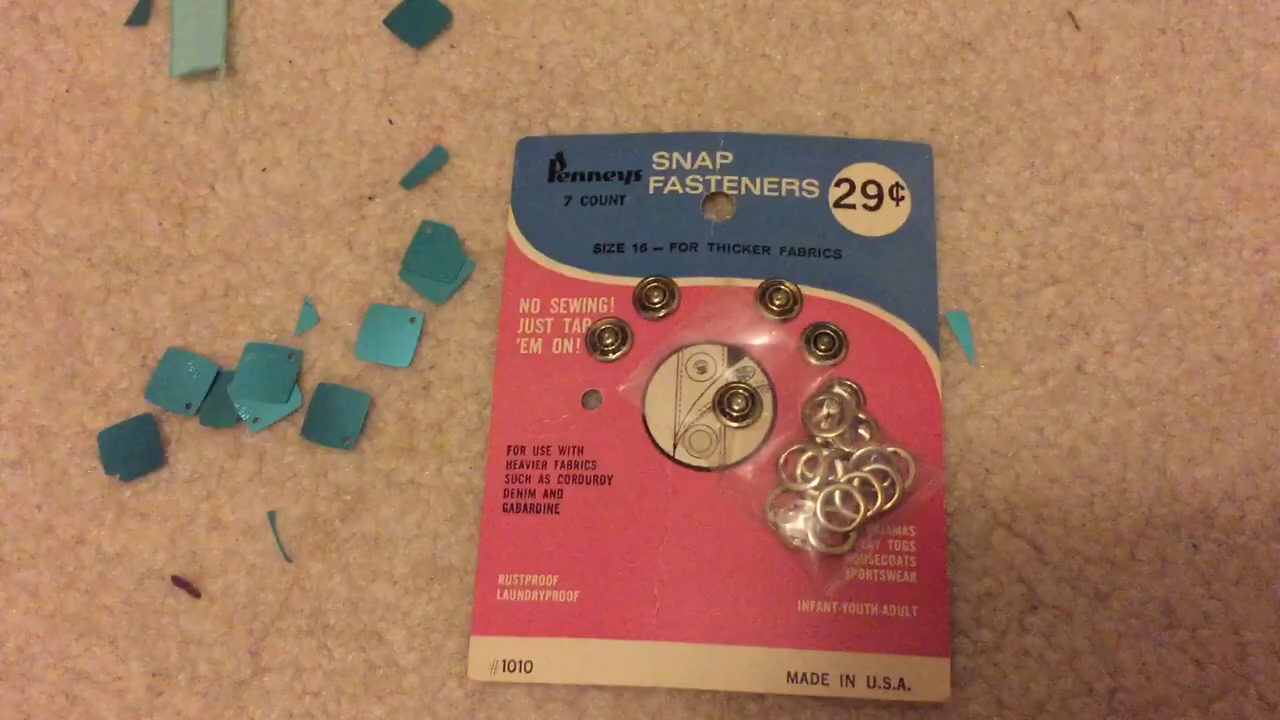 Penneys
SNAP
FASTENERS
29¢
7 COUNT
SIZE 16 — FOR THICKER FABRICS
NO SEWING!
JUST TAP
'EM ON!
FOR USE WITH
HEAVIER FABRICS
SUCH AS CORDUROY
DENIM AND
GABARDINE
TOGS
SPORTSWEAR
RUSTPROOF
LAUNDRYPROOF
INFANT-YOUTH-ADULT
#1010
MADE IN U.S.A.